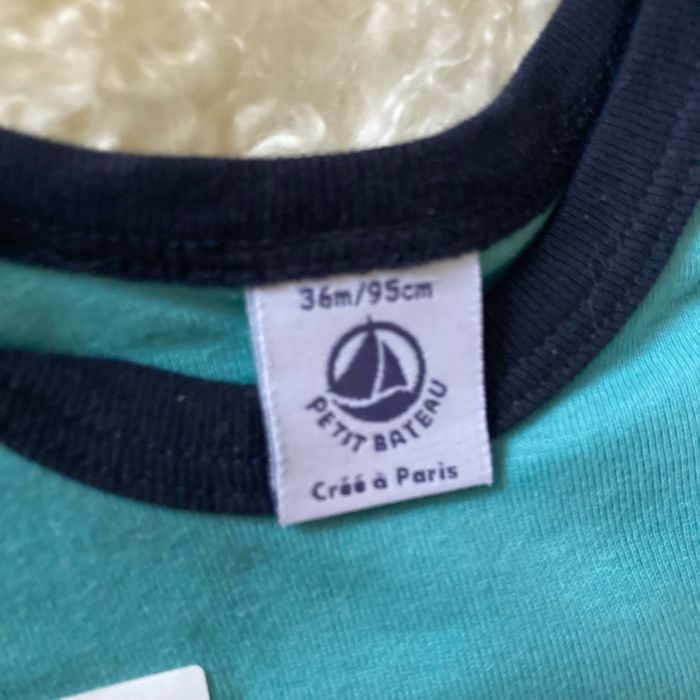 36m/95cm
PETIT BATEAU
Créé à Paris